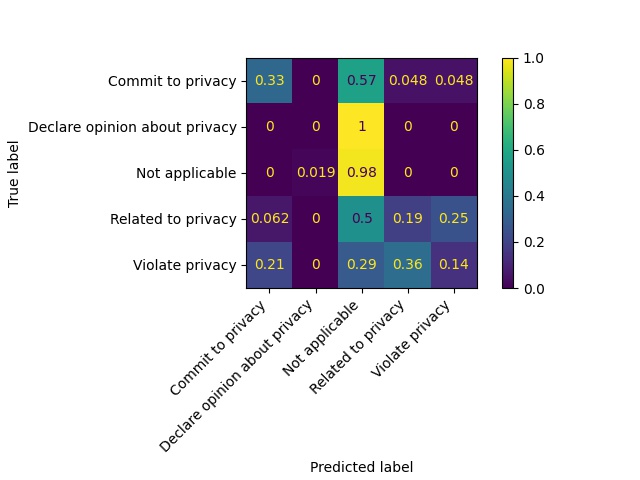 Commit to privacy 0.33 0 0.57 0.048 0.048
Declare opinion about privacy 0 0 1 0 0
Not applicable 0 0.019 0.98 0 0
Related to privacy 0.062 0 0.5 0.19 0.25
Violate privacy 0.21 0 0.29 0.36 0.14
True label
Commit to privacy
Declare opinion about privacy
Not applicable
Related to privacy
Violate privacy
Predicted label
1.0
0.8
0.6
0.4
0.2
0.0